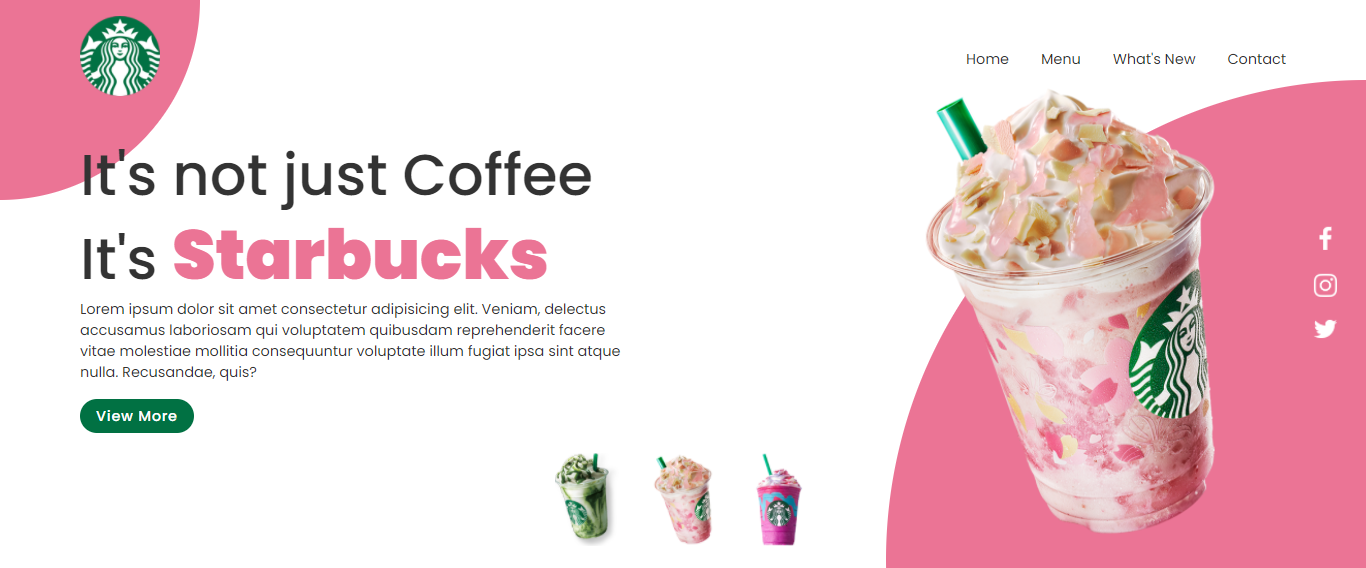 Home Menu What's New Contact
It's not just Coffee
It's Starbucks
Lorem ipsum dolor sit amet consectetur adipisicing elit. Veniam, delectus
accusamus laboriosam qui voluptatem quibusdam reprehenderit facere
vitae molestiae mollitia consequuntur voluptate illum fugiat ipsa sint atque
nulla. Recusandae, quis?
View More